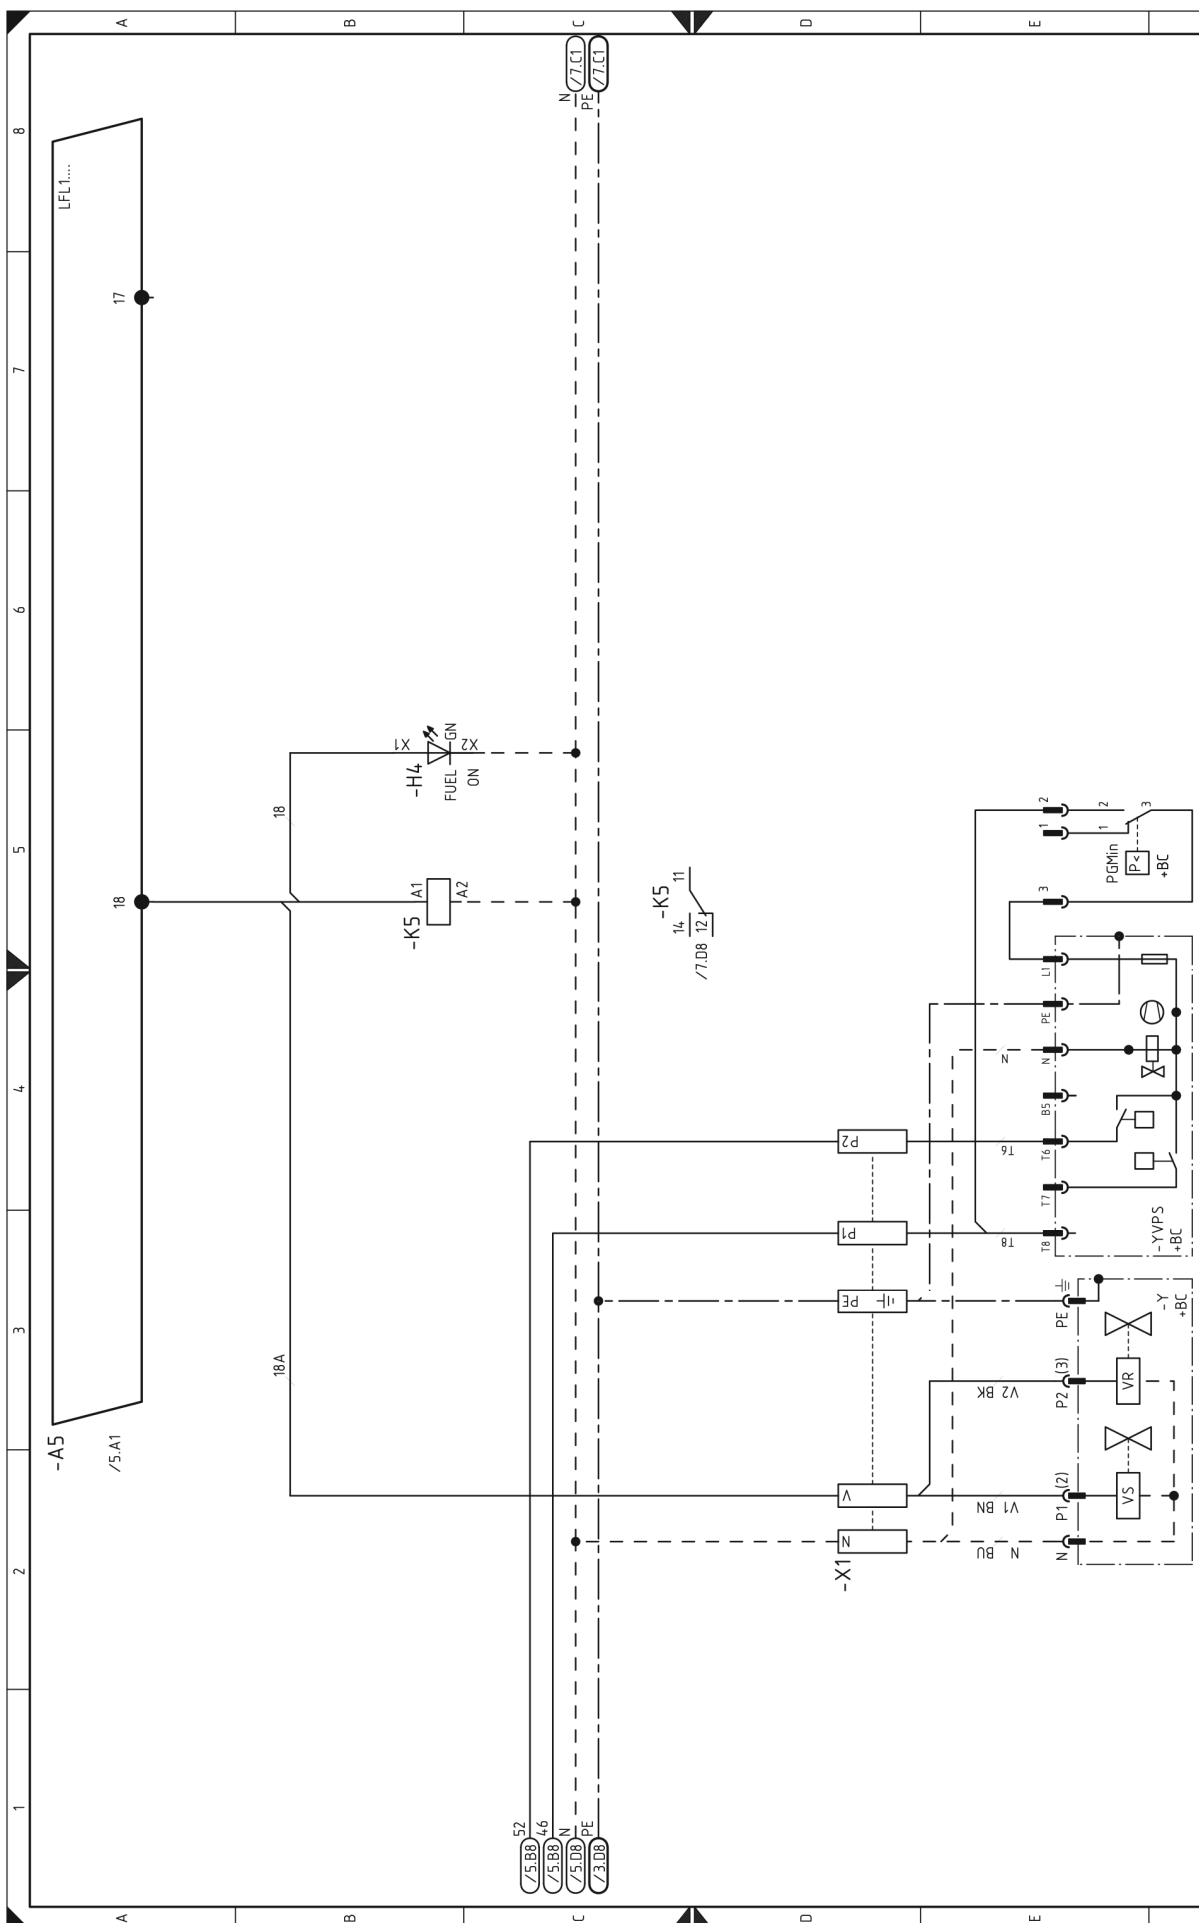 A
B
C
D
E
8
7
6
5
4
3
2
1
LFL1....
17
18
-A5
/5.A1
N
/7.C1
PE
/7.C1
18
X1
-H4
GN
FUEL
ON
X2
A1
-K5
A2
18A
-K5
11
14
12
/7.D8
52
/5.B8
46
/5.B8
N
/5.D8
PE
/3.D8
-X1
N
V
PE
P1
P2
N BU
V1 BN
V2 BK
T8
T6
N
N
P1 (2)
P2 (3)
PE
VS
VR
-Y
+BC
T8
T7
T6
B5
N
PE
L1
-YVPS
+BC
3
1
2
1
2
3
PGMin
P<
+BC
A
B
C
D
E